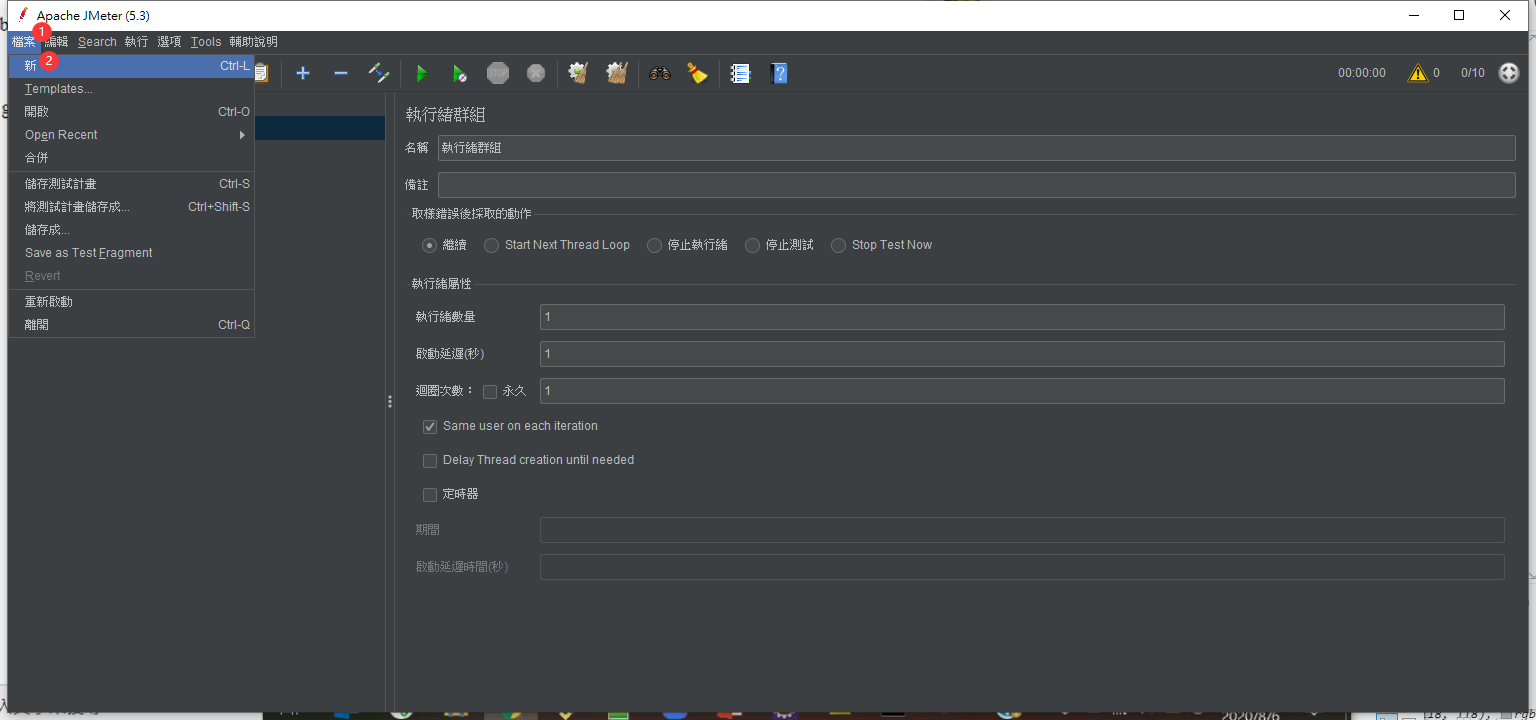 Apache JMeter (5.3)
1
檔案 編輯 Search 執行 選項 Tools 輔助說明
2
新 Ctrl-L
Templates...
開啟 Ctrl-O
Open Recent
合併
儲存測試計畫 Ctrl-S
將測試計畫儲存成... Ctrl+Shift-S
儲存成...
Save as Test Fragment
Revert
重新啟動
離開 Ctrl-Q
STOP
00:00:00 0 0/10
執行緒群組
名稱 執行緒群組
備註
取樣錯誤後採取的動作
繼續 Start Next Thread Loop 停止執行緒 停止測試 Stop Test Now
執行緒屬性
執行緒數量 1
啟動延遲(秒) 1
迴圈次數： 永久 1
Same user on each iteration
Delay Thread creation until needed
定時器
期間
啟動延遲時間(秒)
2020/8/6